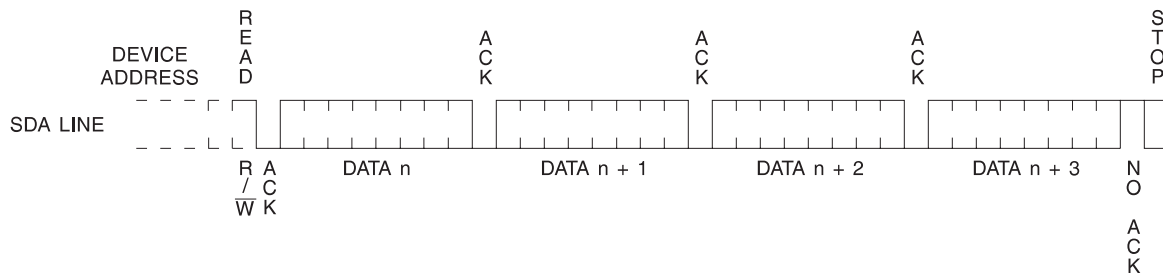 READ
ACK
ACK
ACK
STOP
DEVICE
ADDRESS
SDA LINE
R/W
ACK
DATA n
DATA n + 1
DATA n + 2
DATA n + 3
NO ACK